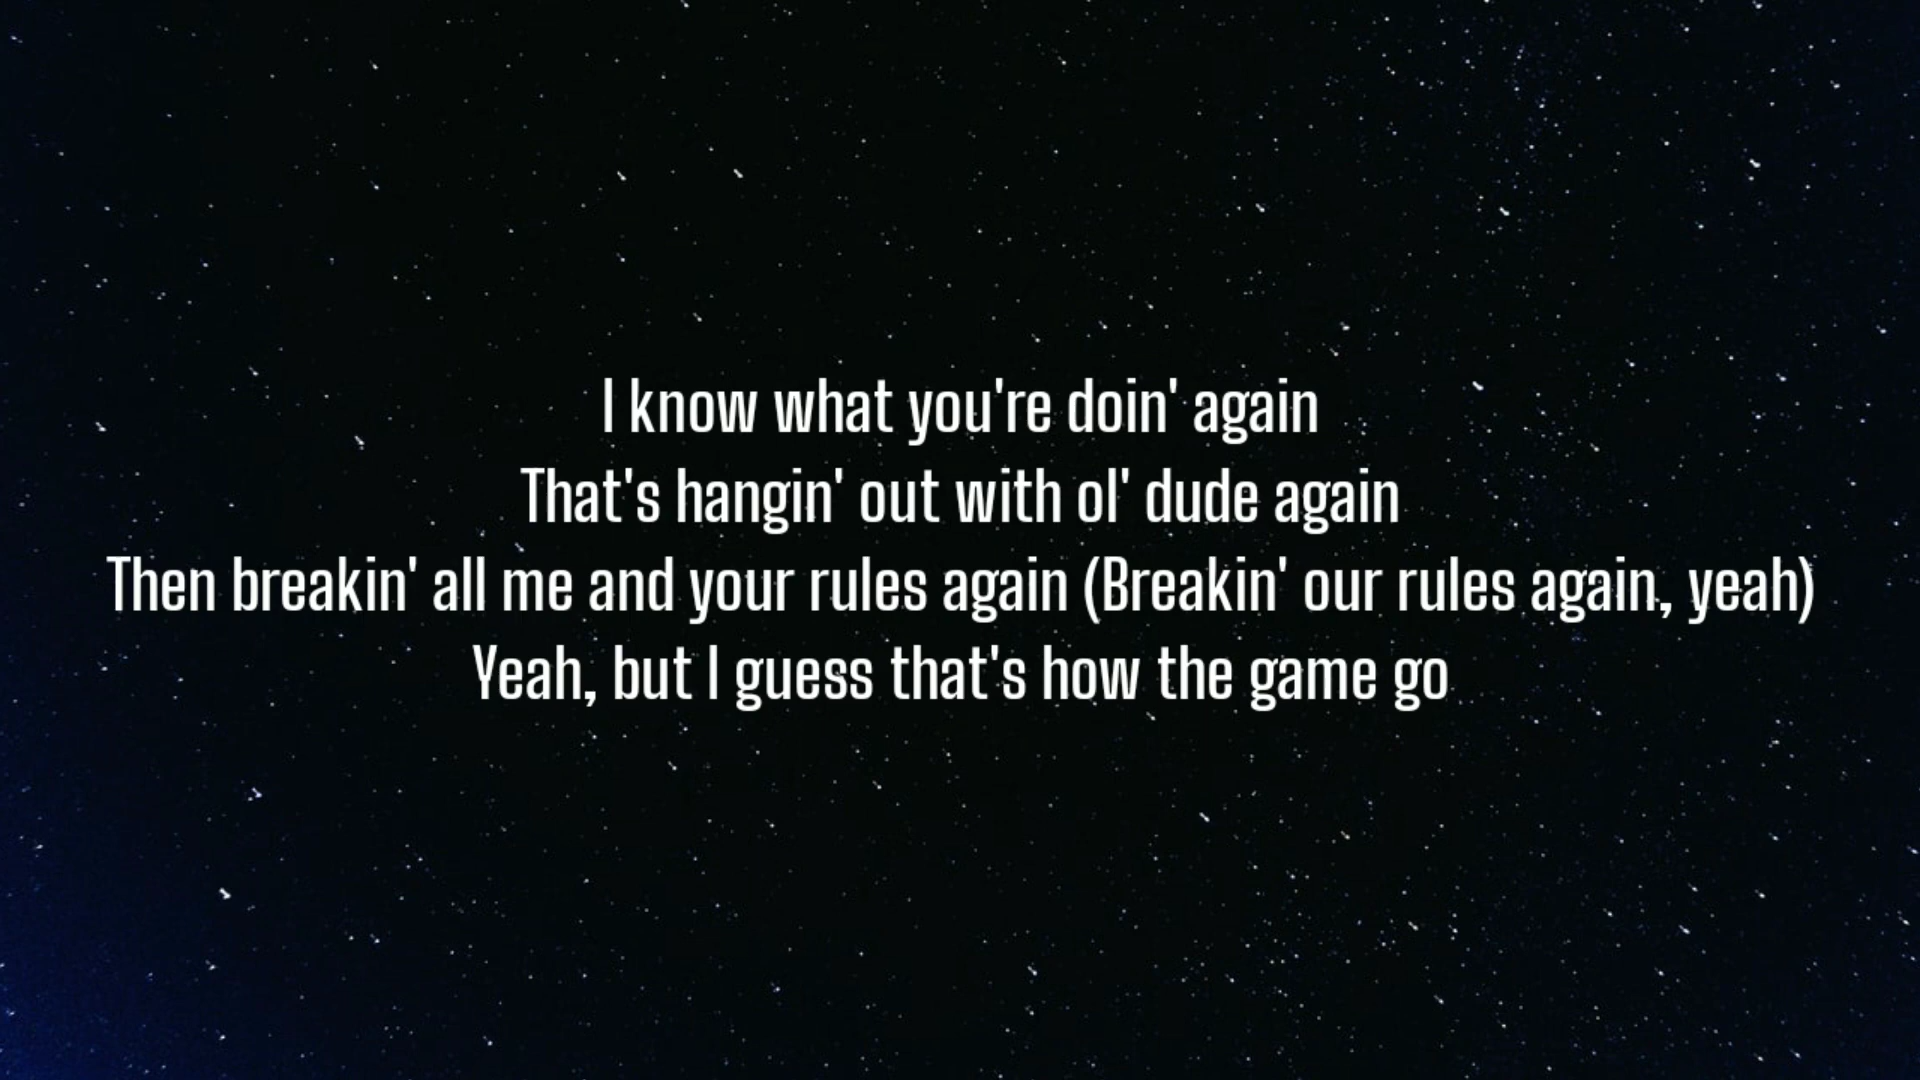 I know what you're doin' again
That's hangin' out with ol' dude again
Then breakin' all me and your rules again (Breakin' our rules again, yeah)
Yeah, but I guess that's how the game go